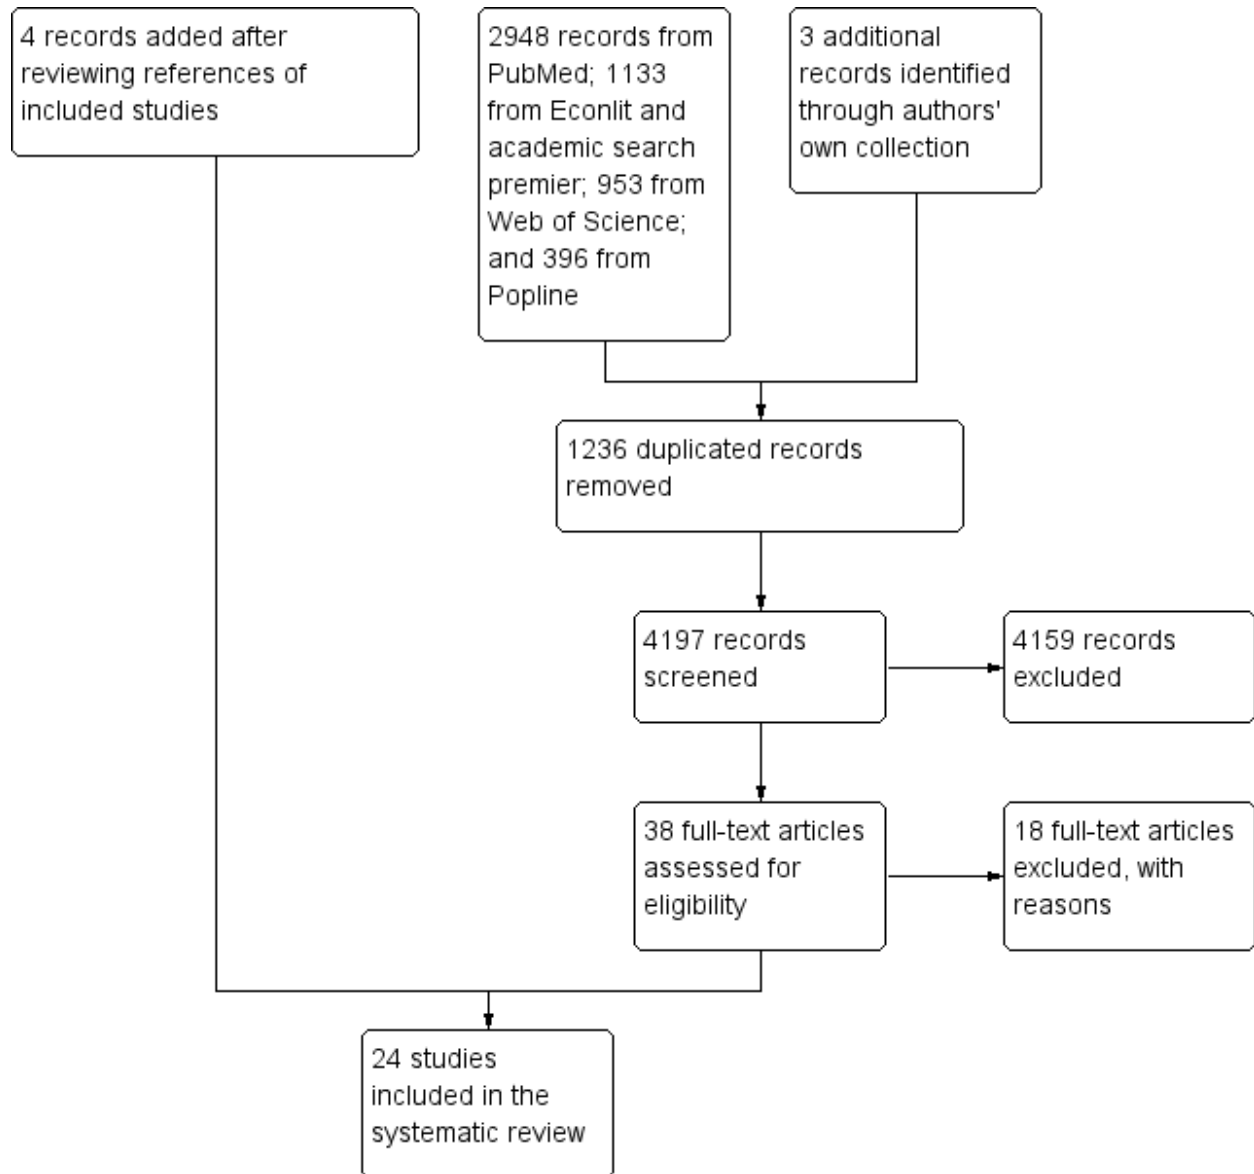 4 records added after
reviewing references of
included studies
2948 records from
PubMed; 1133
from Econlit and
academic search
premier; 953 from
Web of Science;
and 396 from
Popline
3 additional
records identified
through authors'
own collection
1236 duplicated records
removed
4197 records
screened
4159 records
excluded
38 full-text articles
assessed for
eligibility
18 full-text articles
excluded, with
reasons
24 studies
included in the
systematic review